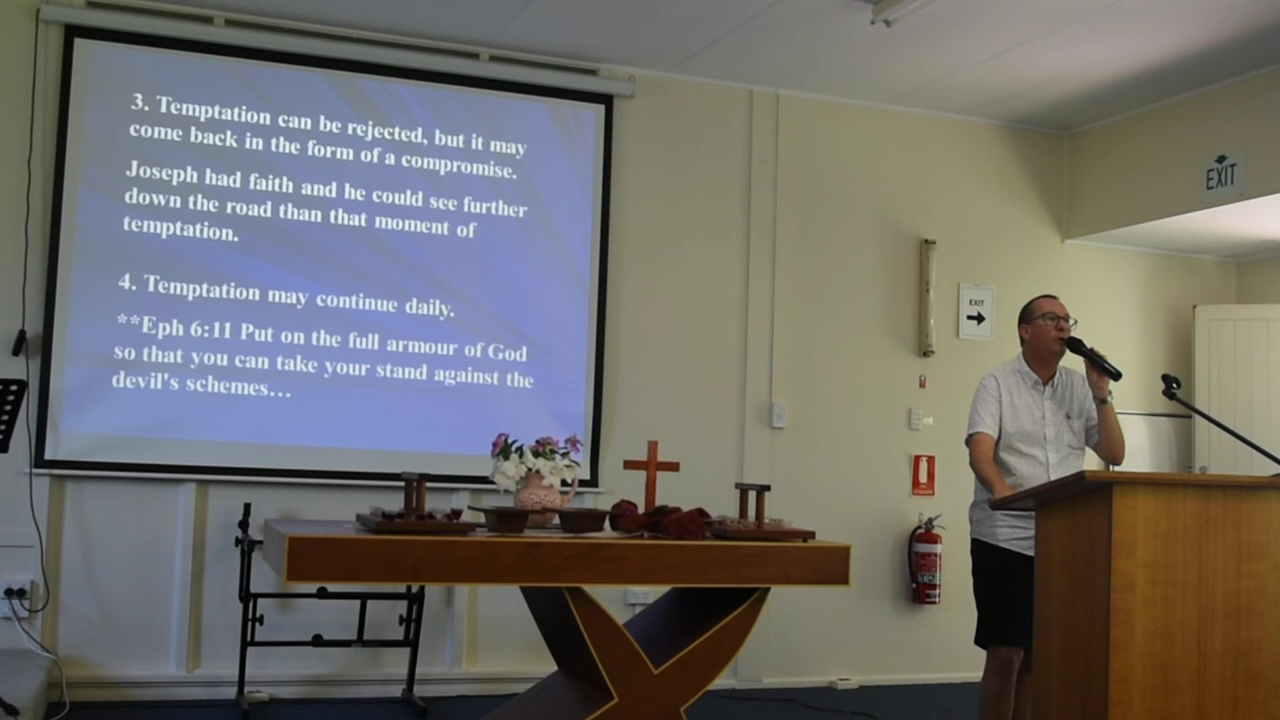 3. Temptation can be rejected, but it may
come back in the form of a compromise.
Joseph had faith and he could see further
down the road than that moment of
temptation.
4. Temptation may continue daily.
**Eph 6:11 Put on the full armour of God
so that you can take your stand against the
devil's schemes…
EXIT
EXIT